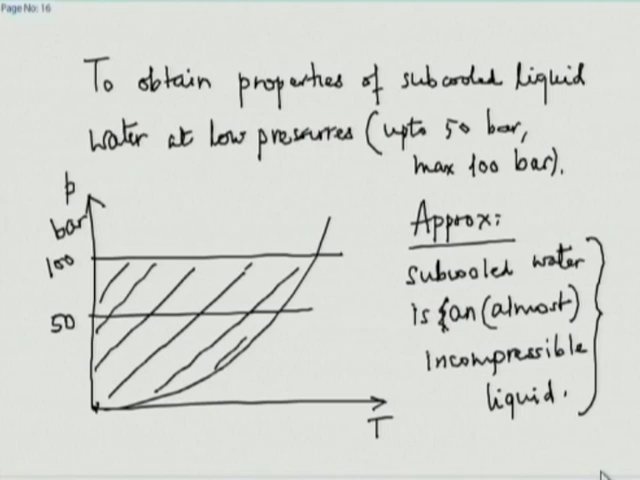 Page No: 16
To obtain properties of subcooled liquid
water at low pressures (upto 50 bar,
max 100 bar).
p
bar
100
50
T
Approx:
subcooled water
is {an (almost)
incompressible
liquid.